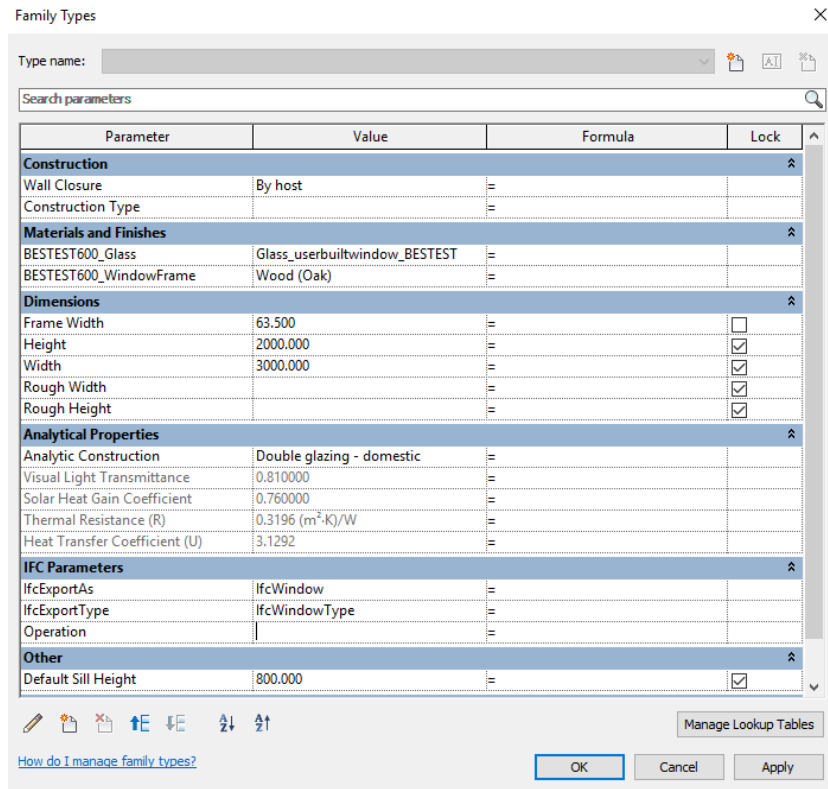 Family Types
Type name:
Search parameters
Parameter Value Formula Lock
Construction
Wall Closure By host =
Construction Type =
Materials and Finishes
BESTEST600_Glass Glass_userbuiltwindow_BESTEST =
BESTEST600_WindowFrame Wood (Oak) =
Dimensions
Frame Width 63.500 =
Height 2000.000 =
Width 3000.000 =
Rough Width =
Rough Height =
Analytical Properties
Analytic Construction Double glazing - domestic =
Visual Light Transmittance 0.810000 =
Solar Heat Gain Coefficient 0.760000 =
Thermal Resistance (R) 0.3196 (m²·K)/W =
Heat Transfer Coefficient (U) 3.1292 =
IFC Parameters
IfcExportAs IfcWindow =
IfcExportType IfcWindowType =
Operation =
Other
Default Sill Height 800.000 =
Manage Lookup Tables
How do I manage family types?
OK Cancel Apply